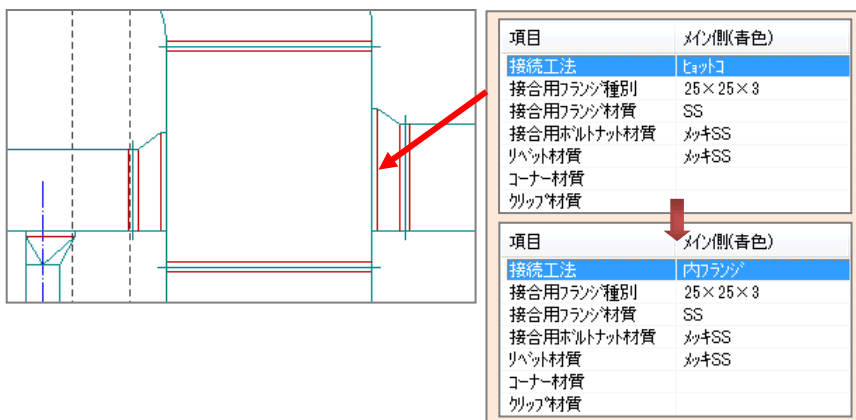 項目 ﾒｲﾝ側(青色)
接続工法 ﾋｮｯﾄｺ
接合用ﾌﾗﾝｼﾞ種別 25×25×3
接合用ﾌﾗﾝｼﾞ材質 SS
接合用ﾎﾞﾙﾄﾅｯﾄ材質 ﾒｯｷSS
ﾘﾍﾞｯﾄ材質 ﾒｯｷSS
ｺｰﾅｰ材質
ｸﾘｯﾌﾟ材質
項目 ﾒｲﾝ側(青色)
接続工法 内ﾌﾗﾝｼﾞ
接合用ﾌﾗﾝｼﾞ種別 25×25×3
接合用ﾌﾗﾝｼﾞ材質 SS
接合用ﾎﾞﾙﾄﾅｯﾄ材質 ﾒｯｷSS
ﾘﾍﾞｯﾄ材質 ﾒｯｷSS
ｺｰﾅｰ材質
ｸﾘｯﾌﾟ材質